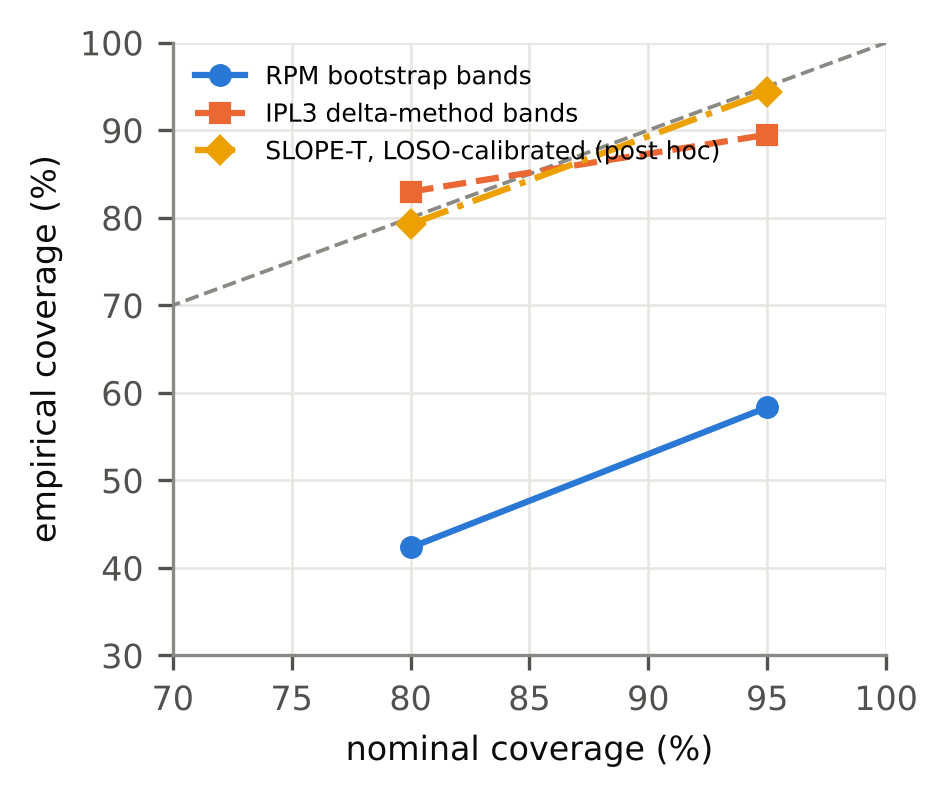 100
90
80
70
60
50
40
30
empirical coverage (%)
RPM bootstrap bands
IPL3 delta-method bands
SLOPE-T, LOSO-calibrated (post hoc)
70 75 80 85 90 95 100
nominal coverage (%)